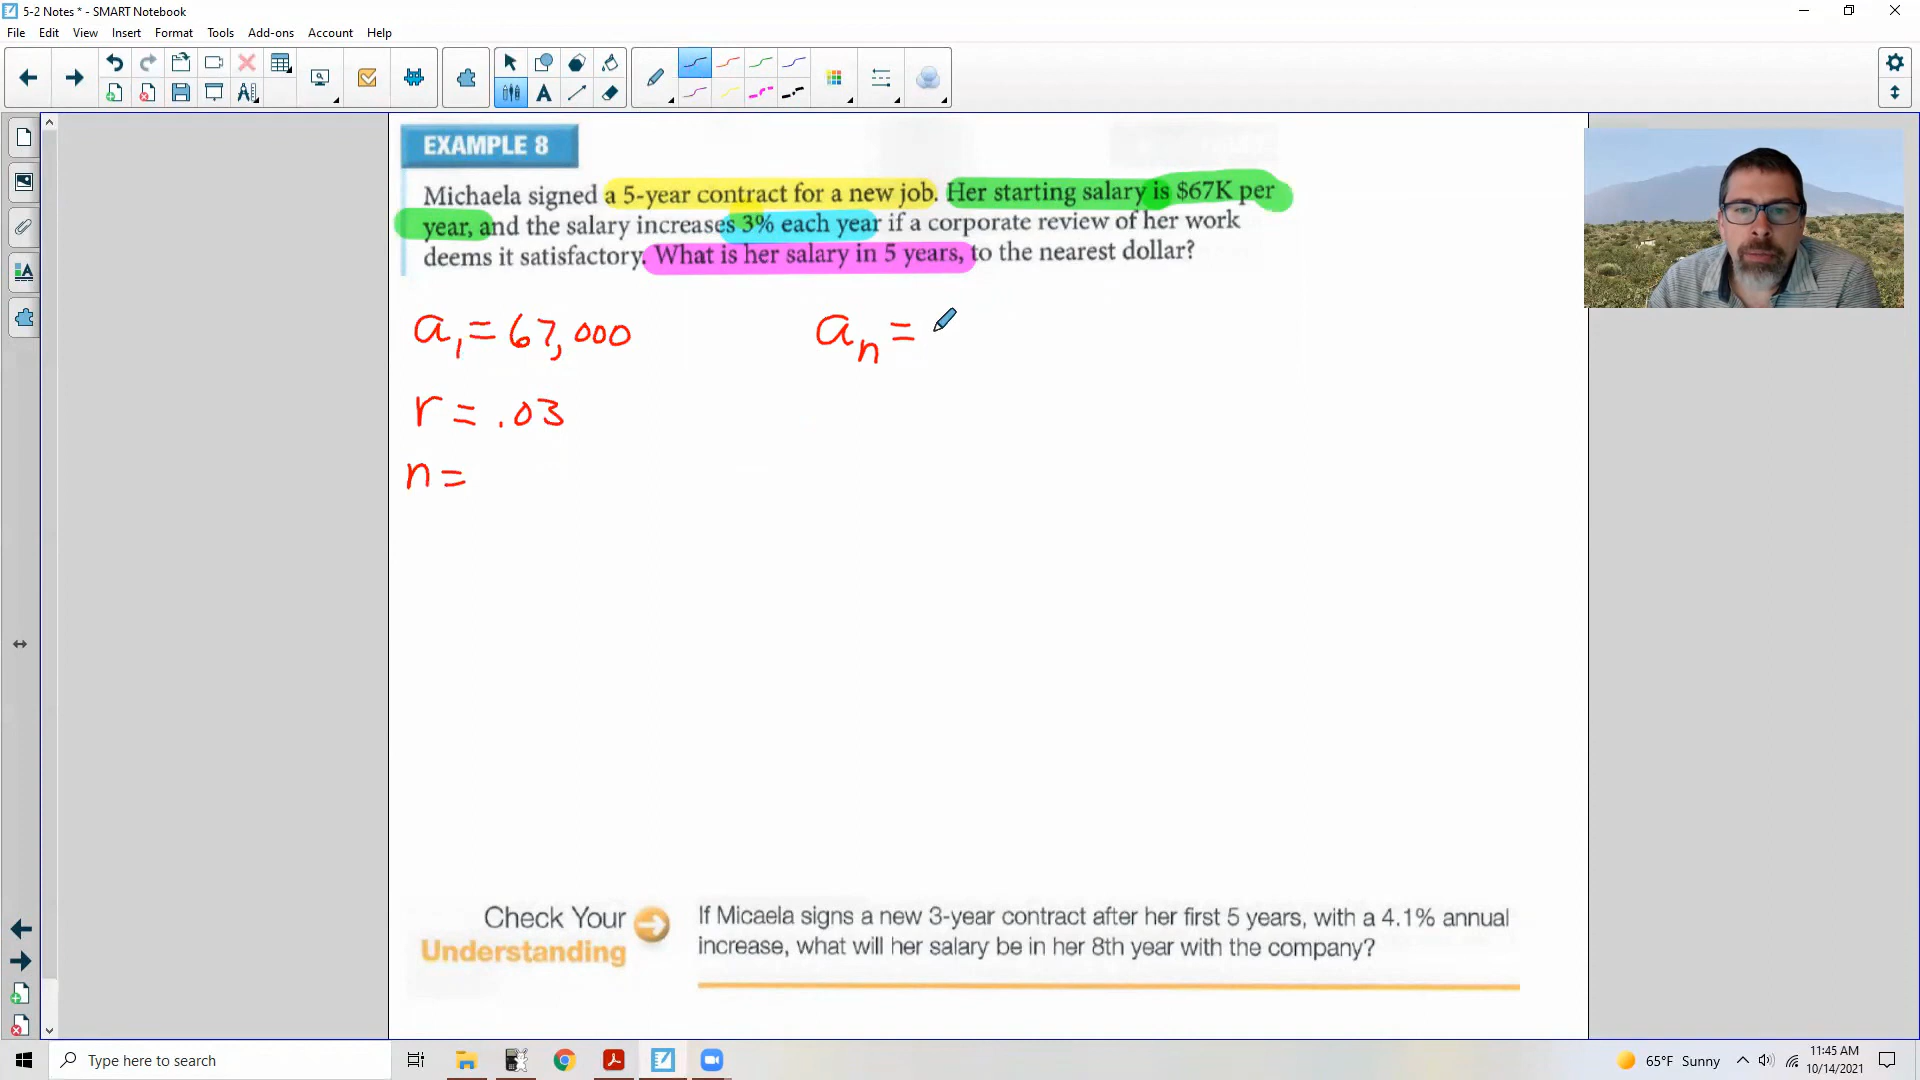 5-2 Notes * - SMART Notebook
File Edit View Insert Format Tools Add-ons Account Help
EXAMPLE 8
Michaela signed a 5-year contract for a new job. Her starting salary is $67K per
year, and the salary increases 3% each year if a corporate review of her work
deems it satisfactory. What is her salary in 5 years, to the nearest dollar?
a₁ = 67,000
aₙ =
r = .03
n =
Check Your
Understanding
If Micaela signs a new 3-year contract after her first 5 years, with a 4.1% annual
increase, what will her salary be in her 8th year with the company?
Type here to search
65°F Sunny
11:45 AM
10/14/2021